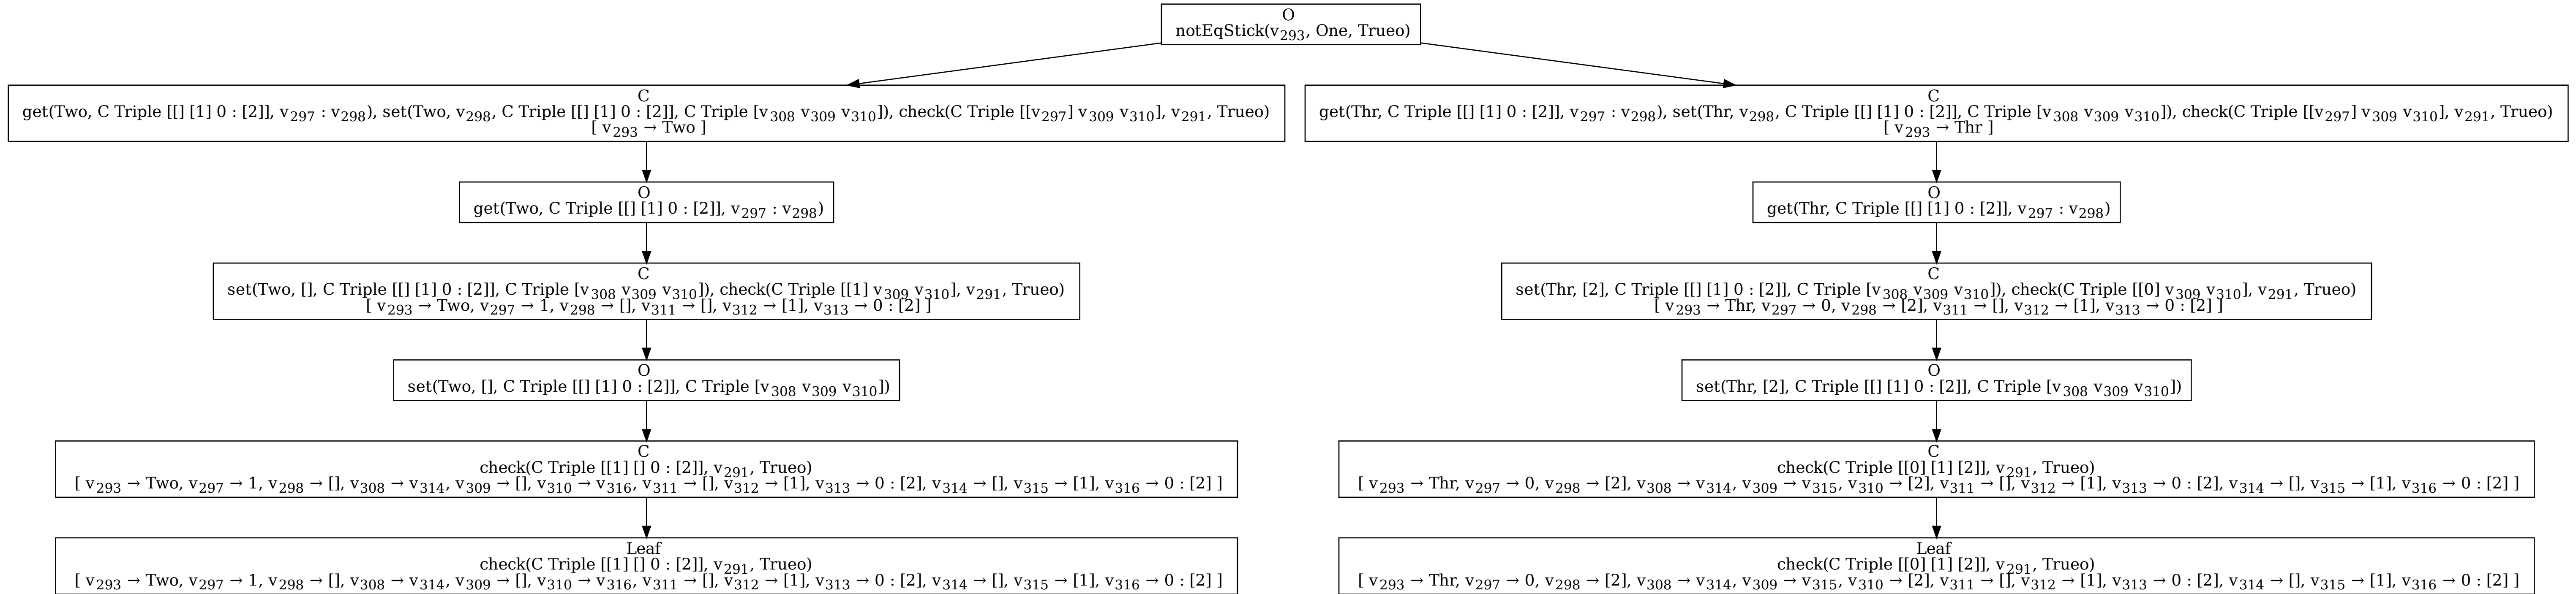 O
notEqStick(v293, One, Trueo)
C
get(Two, C Triple [[] [1] 0 : [2]], v297 : v298), set(Two, v298, C Triple [[] [1] 0 : [2]], C Triple [v308 v309 v310]), check(C Triple [[v297] v309 v310], v291, Trueo)
[ v293 → Two ]
C
get(Thr, C Triple [[] [1] 0 : [2]], v297 : v298), set(Thr, v298, C Triple [[] [1] 0 : [2]], C Triple [v308 v309 v310]), check(C Triple [[v297] v309 v310], v291, Trueo)
[ v293 → Thr ]
O
get(Two, C Triple [[] [1] 0 : [2]], v297 : v298)
O
get(Thr, C Triple [[] [1] 0 : [2]], v297 : v298)
C
set(Two, [], C Triple [[] [1] 0 : [2]], C Triple [v308 v309 v310]), check(C Triple [[1] v309 v310], v291, Trueo)
[ v293 → Two, v297 → 1, v298 → [], v311 → [], v312 → [1], v313 → 0 : [2] ]
C
set(Thr, [2], C Triple [[] [1] 0 : [2]], C Triple [v308 v309 v310]), check(C Triple [[0] v309 v310], v291, Trueo)
[ v293 → Thr, v297 → 0, v298 → [2], v311 → [], v312 → [1], v313 → 0 : [2] ]
O
set(Two, [], C Triple [[] [1] 0 : [2]], C Triple [v308 v309 v310])
O
set(Thr, [2], C Triple [[] [1] 0 : [2]], C Triple [v308 v309 v310])
C
check(C Triple [[1] [] 0 : [2]], v291, Trueo)
[ v293 → Two, v297 → 1, v298 → [], v308 → v314, v309 → [], v310 → v316, v311 → [], v312 → [1], v313 → 0 : [2], v314 → [], v315 → [1], v316 → 0 : [2] ]
C
check(C Triple [[0] [1] [2]], v291, Trueo)
[ v293 → Thr, v297 → 0, v298 → [2], v308 → v314, v309 → v315, v310 → [2], v311 → [], v312 → [1], v313 → 0 : [2], v314 → [], v315 → [1], v316 → 0 : [2] ]
Leaf
check(C Triple [[1] [] 0 : [2]], v291, Trueo)
[ v293 → Two, v297 → 1, v298 → [], v308 → v314, v309 → [], v310 → v316, v311 → [], v312 → [1], v313 → 0 : [2], v314 → [], v315 → [1], v316 → 0 : [2] ]
Leaf
check(C Triple [[0] [1] [2]], v291, Trueo)
[ v293 → Thr, v297 → 0, v298 → [2], v308 → v314, v309 → v315, v310 → [2], v311 → [], v312 → [1], v313 → 0 : [2], v314 → [], v315 → [1], v316 → 0 : [2] ]